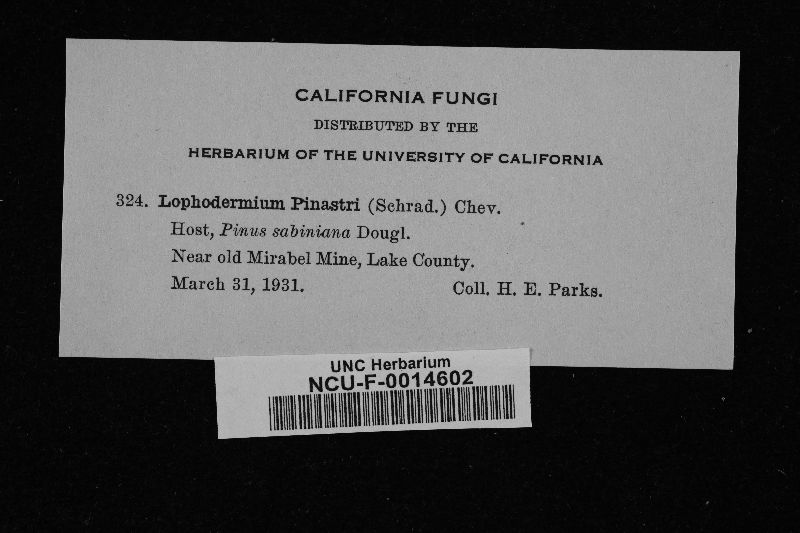 CALIFORNIA FUNGI
DISTRIBUTED BY THE
HERBARIUM OF THE UNIVERSITY OF CALIFORNIA
324. Lophodermium Pinastri (Schrad.) Chev.
Host, Pinus sabiniana Dougl.
Near old Mirabel Mine, Lake County.
March 31, 1931. Coll. H. E. Parks.
UNC Herbarium
NCU-F-0014602